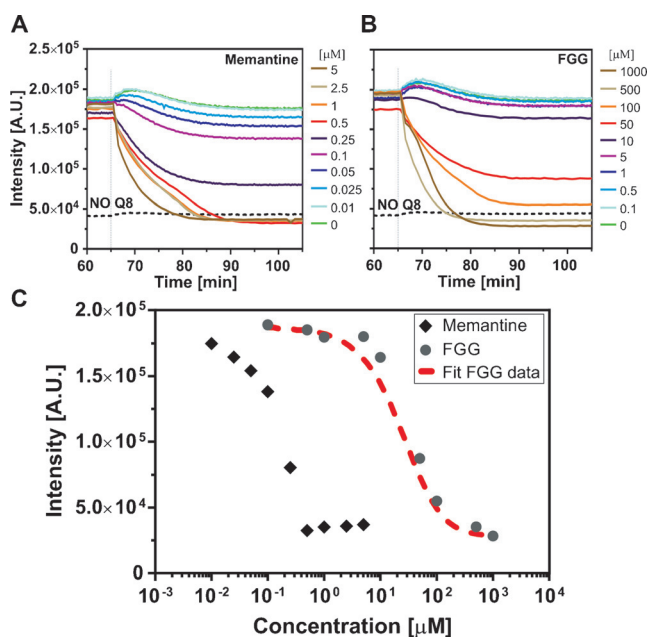 A
Memantine
Intensity [A.U.]
2.5×10⁵
2.0×10⁵
1.5×10⁵
1.0×10⁵
5.0×10⁴
0
NO Q8
60 70 80 90 100
Time [min]
[µM]
5
2.5
1
0.5
0.25
0.1
0.05
0.025
0.01
0
B
FGG
NO Q8
60 70 80 90 100
Time [min]
[µM]
1000
500
100
50
10
5
1
0.5
0.1
0
C
Intensity [A.U.]
2.0×10⁵
1.5×10⁵
1.0×10⁵
5.0×10⁴
0
Memantine
FGG
Fit FGG data
10⁻³ 10⁻² 10⁻¹ 10⁰ 10¹ 10² 10³ 10⁴
Concentration [µM]